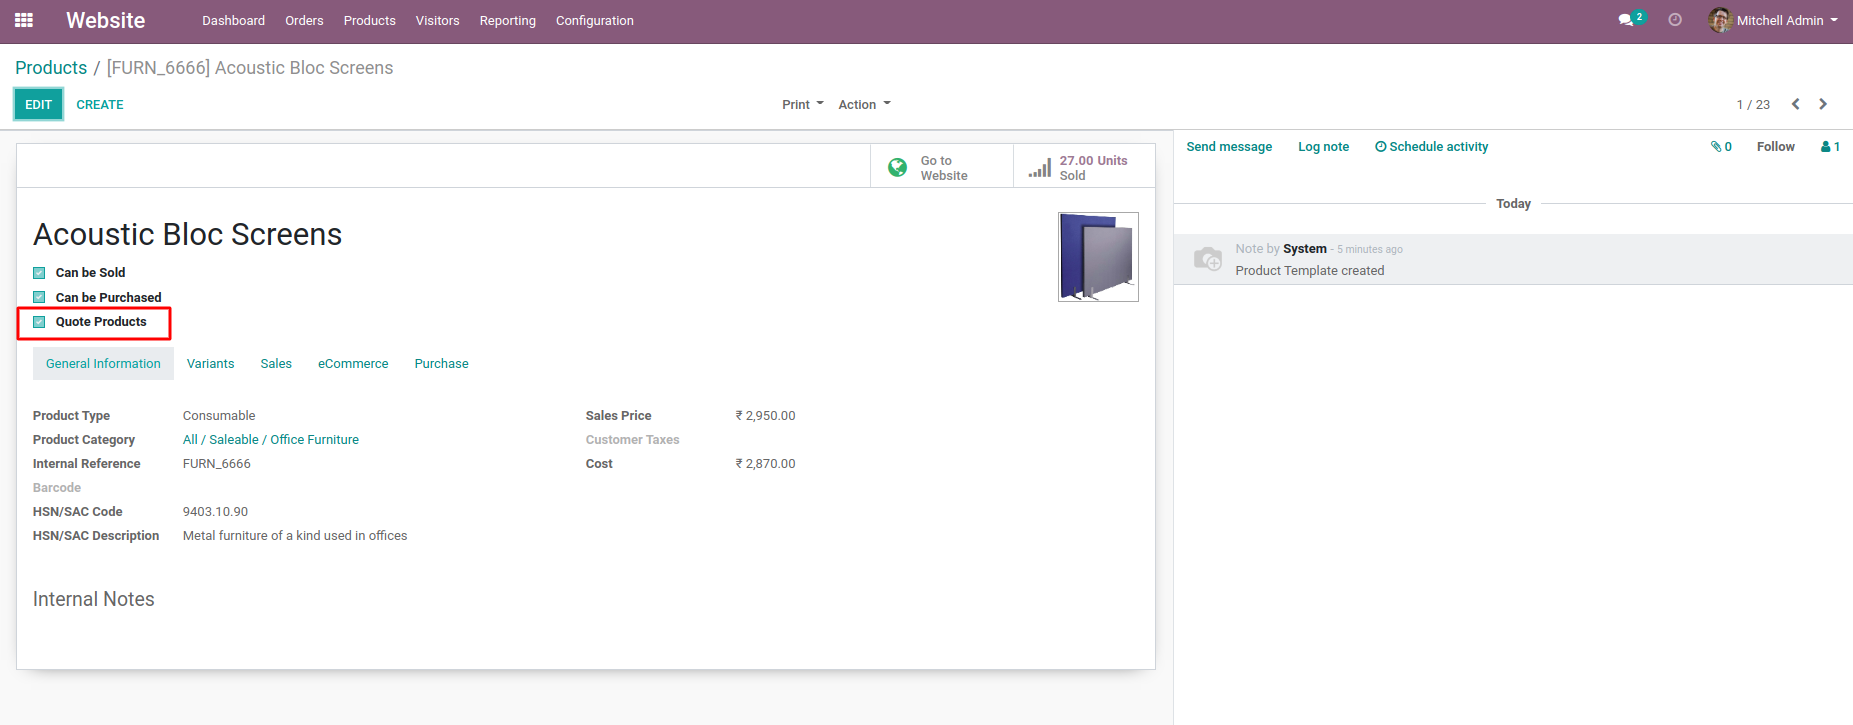 Website Dashboard Orders Products Visitors Reporting Configuration 2 Mitchell Admin
Products / [FURN_6666] Acoustic Bloc Screens
EDIT CREATE Print Action 1 / 23
Go to Website
27.00 Units Sold
Acoustic Bloc Screens
Can be Sold
Can be Purchased
Quote Products
General Information Variants Sales eCommerce Purchase
Product Type Consumable
Product Category All / Saleable / Office Furniture
Internal Reference FURN_6666
Barcode
HSN/SAC Code 9403.10.90
HSN/SAC Description Metal furniture of a kind used in offices
Sales Price ₹ 2,950.00
Customer Taxes
Cost ₹ 2,870.00
Internal Notes
Send message Log note Schedule activity 0 Follow 1
Today
Note by System - 5 minutes ago
Product Template created